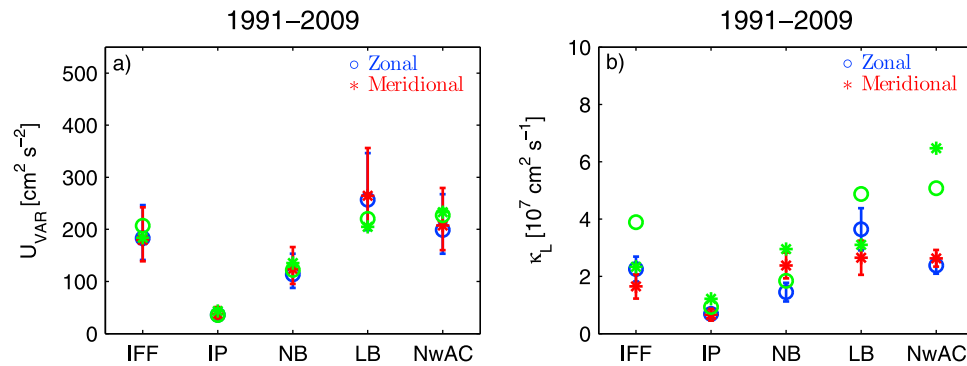 1991–2009
a)
Zonal
Meridional
U_VAR [cm² s⁻²]
500
400
300
200
100
0
IFF IP NB LB NwAC
1991–2009
b)
Zonal
Meridional
κ_L [10⁷ cm² s⁻¹]
10
8
6
4
2
0
IFF IP NB LB NwAC